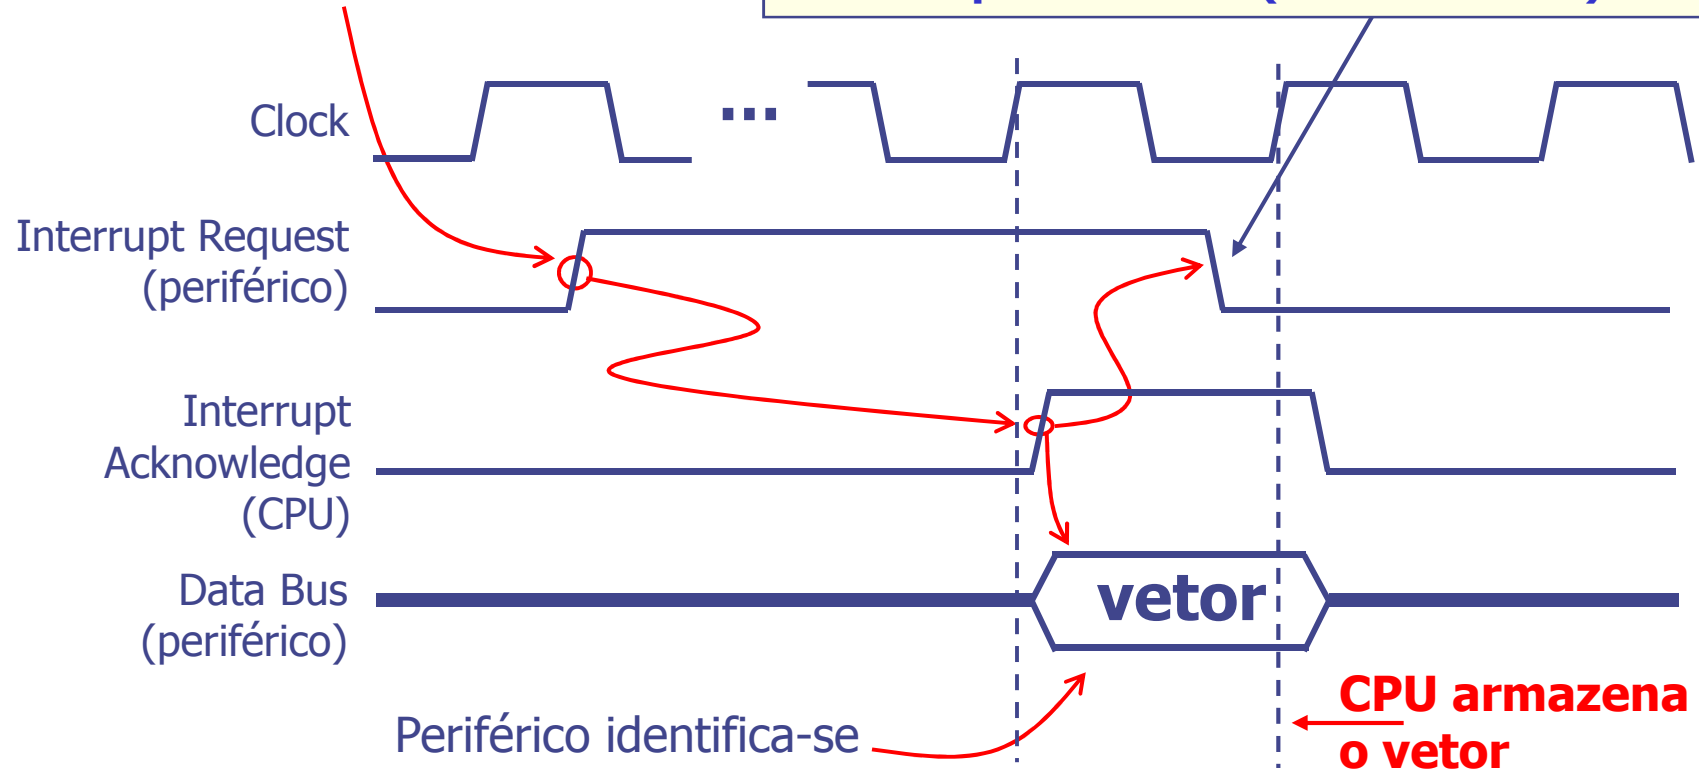 Clock
...
Interrupt Request
(periférico)
Interrupt
Acknowledge
(CPU)
Data Bus
(periférico)
vetor
Periférico identifica-se
CPU armazena
o vetor